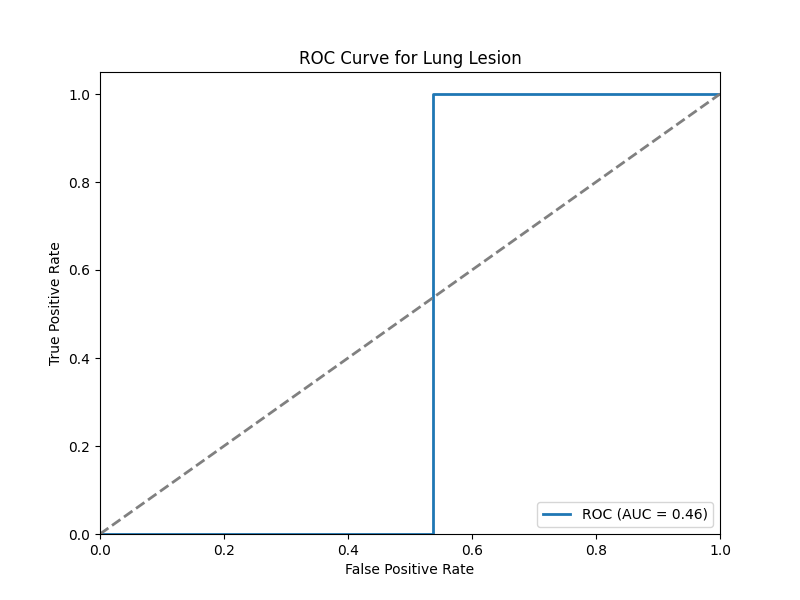 ROC Curve for Lung Lesion
True Positive Rate
1.0
0.8
0.6
0.4
0.2
0.0
0.0 0.2 0.4 0.6 0.8 1.0
False Positive Rate
ROC (AUC = 0.46)